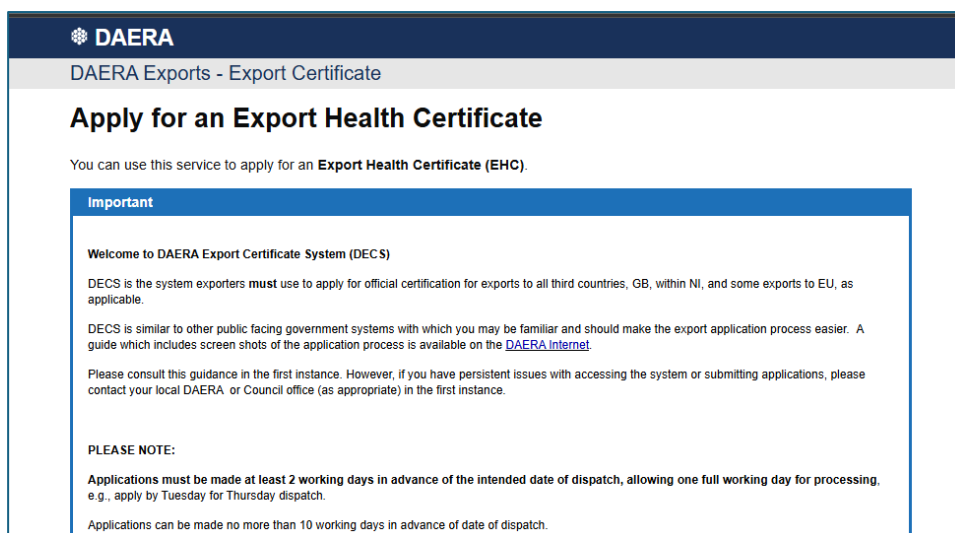 DAERA
DAERA Exports - Export Certificate
Apply for an Export Health Certificate
You can use this service to apply for an Export Health Certificate (EHC).
Important
Welcome to DAERA Export Certificate System (DECS)
DECS is the system exporters must use to apply for official certification for exports to all third countries, GB, within NI, and some exports to EU, as
applicable.
DECS is similar to other public facing government systems with which you may be familiar and should make the export application process easier.  A
guide which includes screen shots of the application process is available on the DAERA Internet.
Please consult this guidance in the first instance. However, if you have persistent issues with accessing the system or submitting applications, please
contact your local DAERA  or Council office (as appropriate) in the first instance.
PLEASE NOTE:
Applications must be made at least 2 working days in advance of the intended date of dispatch, allowing one full working day for processing,
e.g., apply by Tuesday for Thursday dispatch.
Applications can be made no more than 10 working days in advance of date of dispatch.